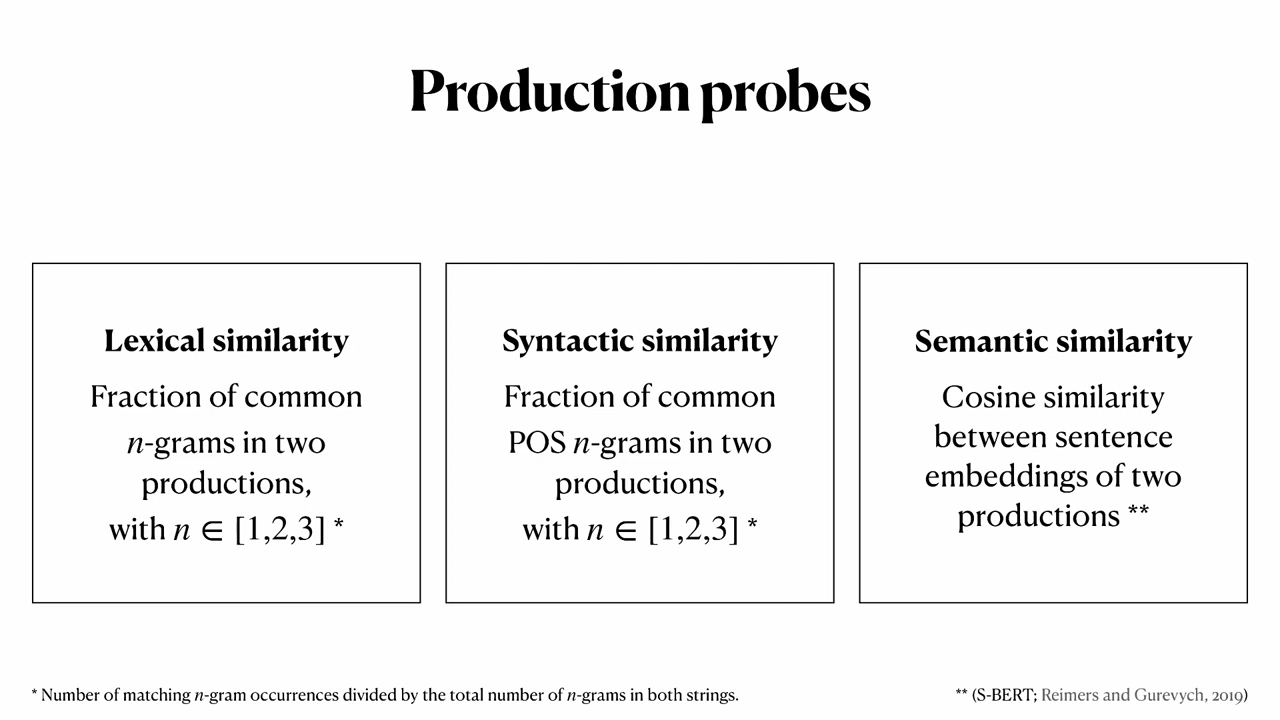 Production probes
Lexical similarity
Fraction of common
n-grams in two
productions,
with n ∈ [1,2,3] *
Syntactic similarity
Fraction of common
POS n-grams in two
productions,
with n ∈ [1,2,3] *
Semantic similarity
Cosine similarity
between sentence
embeddings of two
productions **
* Number of matching n-gram occurrences divided by the total number of n-grams in both strings.
** (S-BERT; Reimers and Gurevych, 2019)